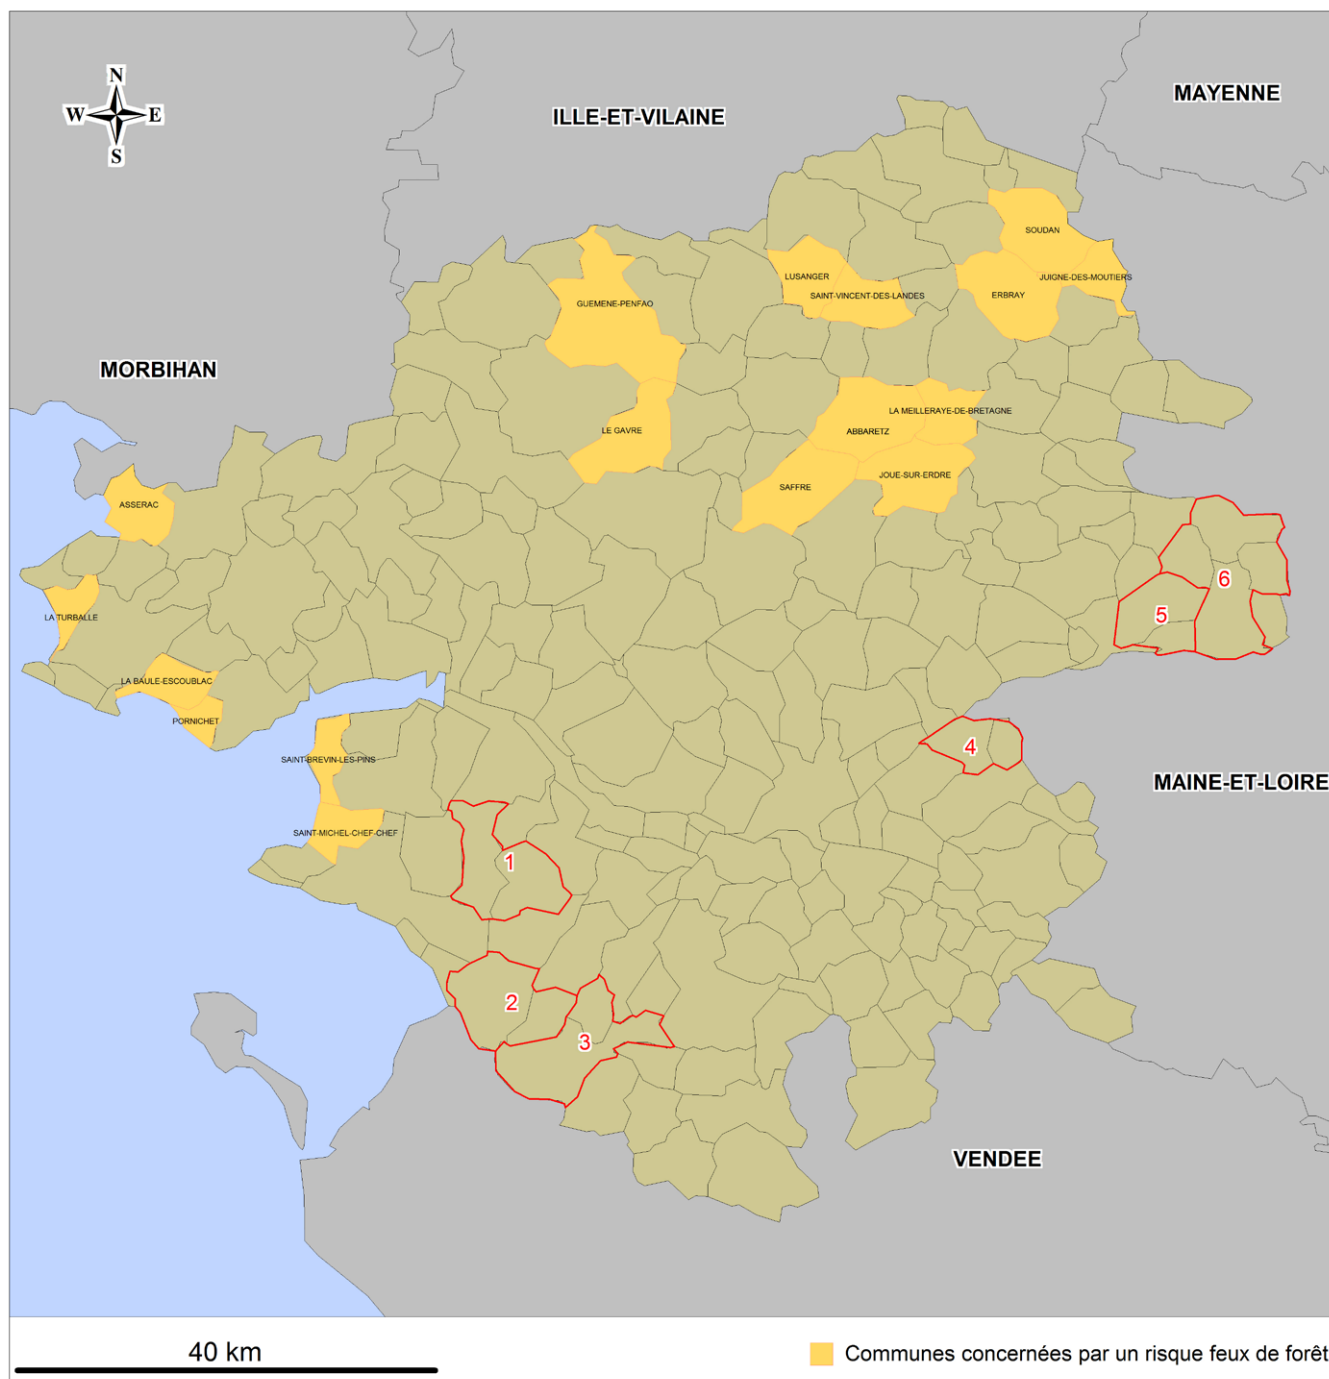 MAYENNE
N
W E
S
ILLE-ET-VILAINE
SOUDAN
JUIGNE-DES-MOUTIERS
LUSANGER
SAINT-VINCENT-DES-LANDES
ERBRAY
GUEMENE-PENFAO
MORBIHAN
LA MEILLERAYE-DE-BRETAGNE
LE GAVRE
ABBARETZ
JOUE-SUR-ERDRE
SAFFRE
ASSERAC
6
5
LA TURBALLE
LA BAULE-ESCOUBLAC
PORNICHET
4
SAINT-BREVIN-LES-PINS
MAINE-ET-LOIRE
SAINT-MICHEL-CHEF-CHEF
1
2
3
VENDEE
40 km
Communes concernées par un risque feux de forêt